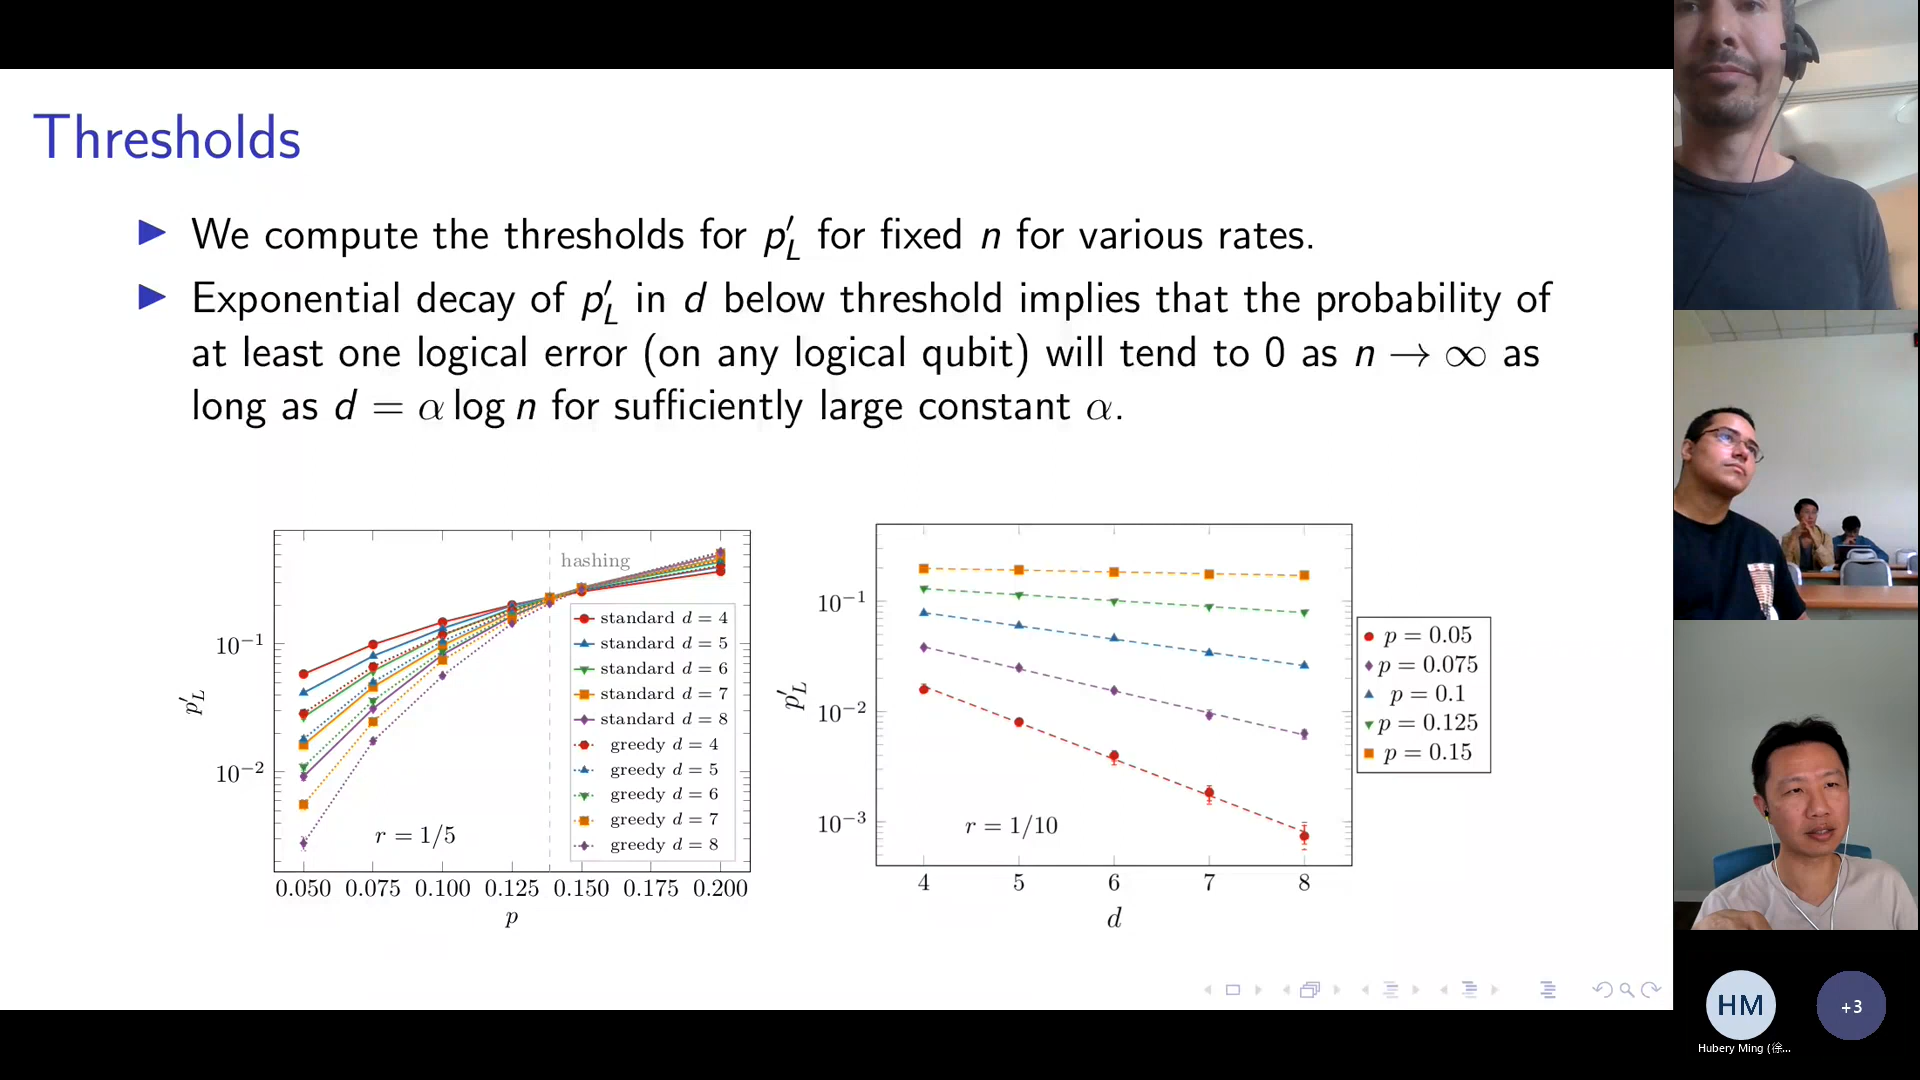 Thresholds
▶ We compute the thresholds for p′_L for fixed n for various rates.
▶ Exponential decay of p′_L in d below threshold implies that the probability of
at least one logical error (on any logical qubit) will tend to 0 as n → ∞ as
long as d = α log n for sufficiently large constant α.
hashing
standard d = 4
standard d = 5
standard d = 6
standard d = 7
standard d = 8
greedy d = 4
greedy d = 5
greedy d = 6
greedy d = 7
greedy d = 8
10⁻¹
10⁻²
p′_L
r = 1/5
0.050 0.075 0.100 0.125 0.150 0.175 0.200
p
10⁻¹
10⁻²
10⁻³
p′_L
r = 1/10
4 5 6 7 8
d
p = 0.05
p = 0.075
p = 0.1
p = 0.125
p = 0.15
HM
+3
Hubery Ming (徐...